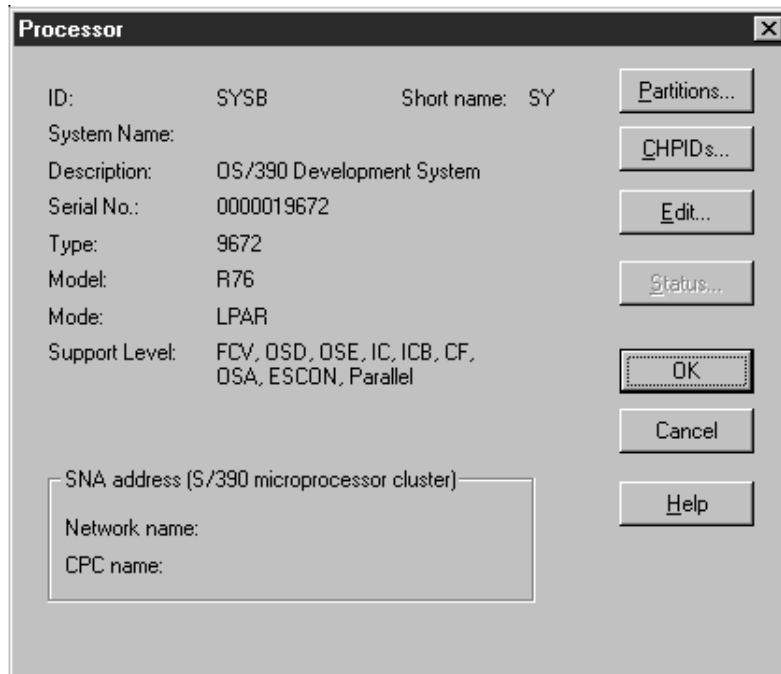 Processor
ID: SYSB Short name: SY
System Name:
Description: OS/390 Development System
Serial No.: 0000019672
Type: 9672
Model: R76
Mode: LPAR
Support Level: FCV, OSD, OSE, IC, ICB, CF,
OSA, ESCON, Parallel
SNA address (S/390 microprocessor cluster)
Network name:
CPC name:
Partitions...
CHPIDs...
Edit...
Status...
OK
Cancel
Help